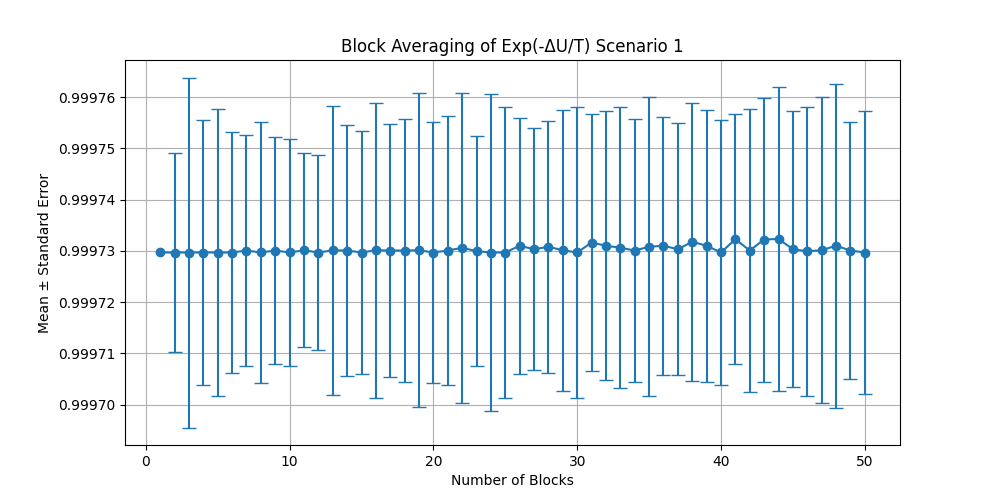 Block Averaging of Exp(-ΔU/T) Scenario 1
Mean ± Standard Error
0.99976
0.99975
0.99974
0.99973
0.99972
0.99971
0.99970
0 10 20 30 40 50
Number of Blocks